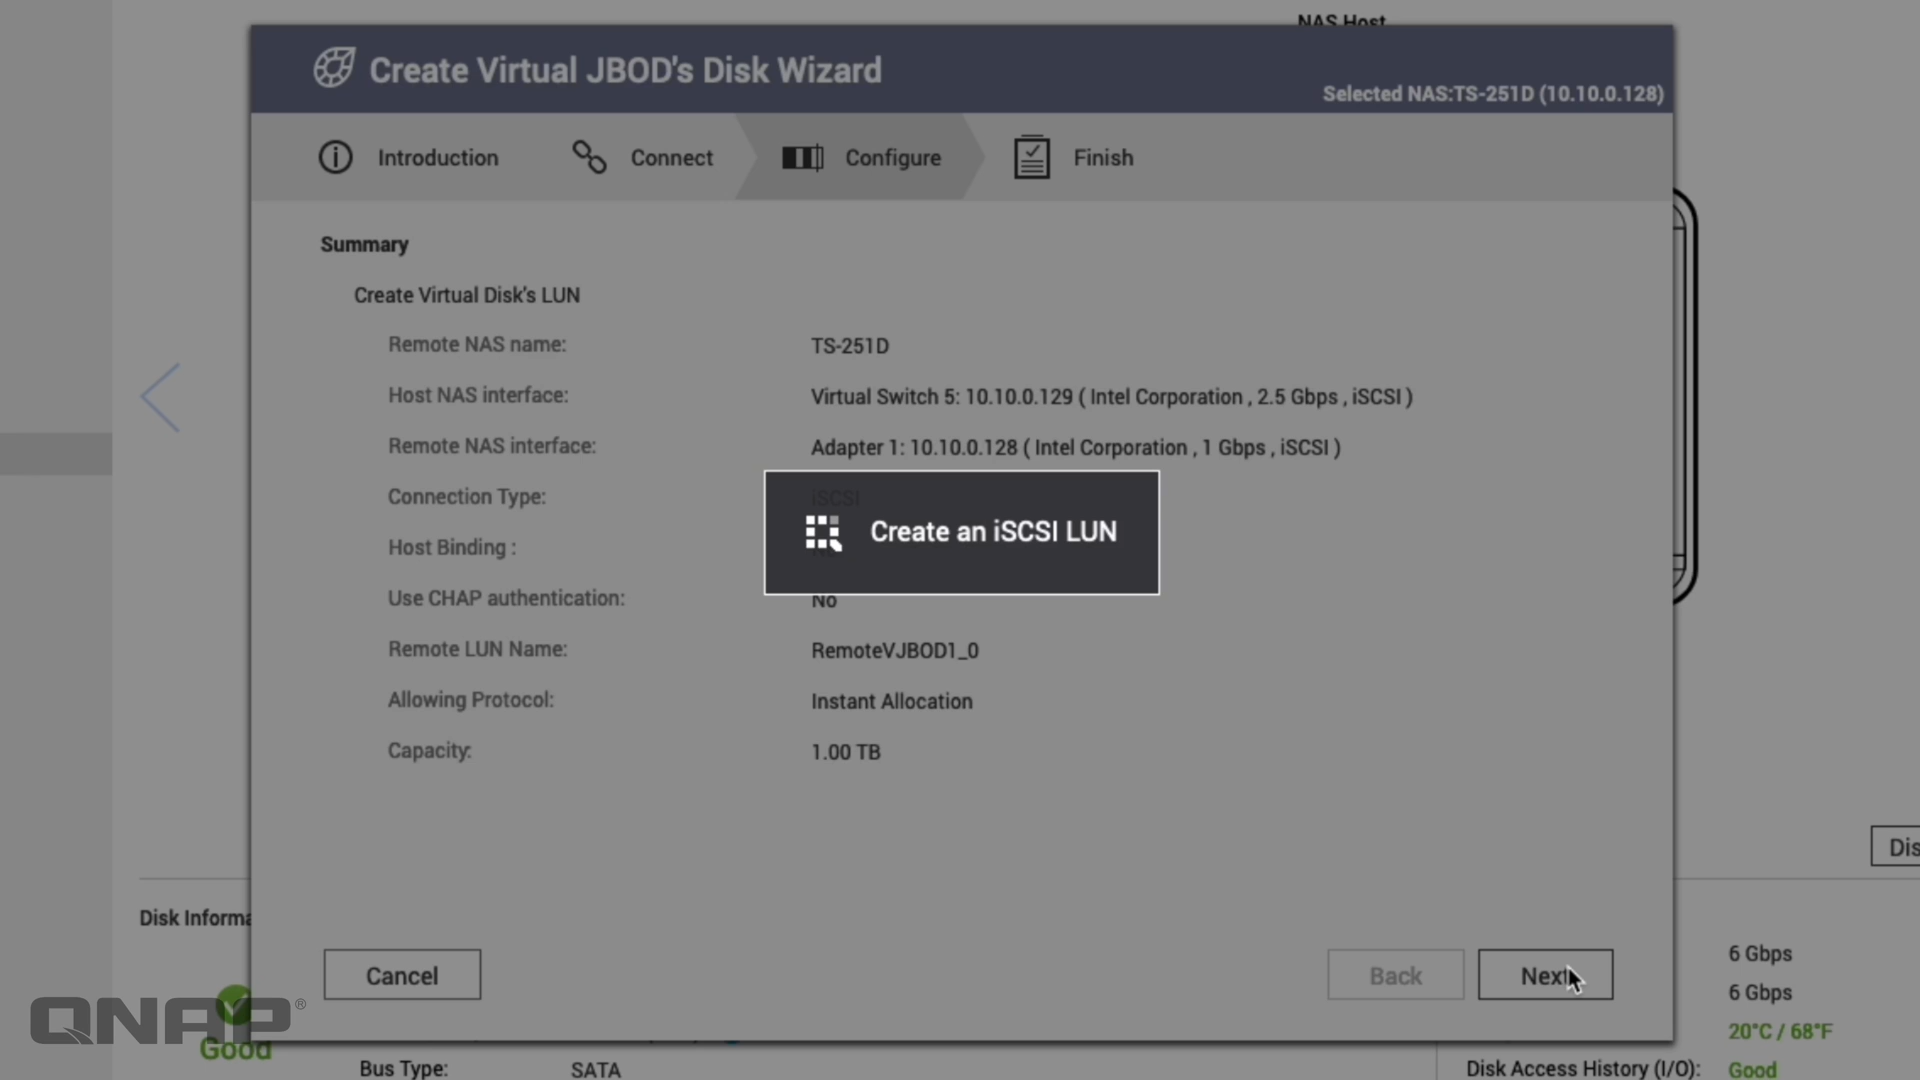 NAS Host
Create Virtual JBOD's Disk Wizard
Selected NAS:TS-251D (10.10.0.128)
Introduction
Connect
Configure
Finish
Summary
Create Virtual Disk's LUN
Remote NAS name: TS-251D
Host NAS interface: Virtual Switch 5: 10.10.0.129 ( Intel Corporation , 2.5 Gbps , iSCSI )
Remote NAS interface: Adapter 1: 10.10.0.128 ( Intel Corporation , 1 Gbps , iSCSI )
Connection Type: iSCSI
Create an iSCSI LUN
Host Binding :
Use CHAP authentication: No
Remote LUN Name: RemoteVJBOD1_0
Allowing Protocol: Instant Allocation
Capacity: 1.00 TB
Dis
Disk Informa
Cancel
Back
Next
6 Gbps
6 Gbps
20°C / 68°F
QNAP®
Good
Bus Type: SATA
Disk Access History (I/O): Good